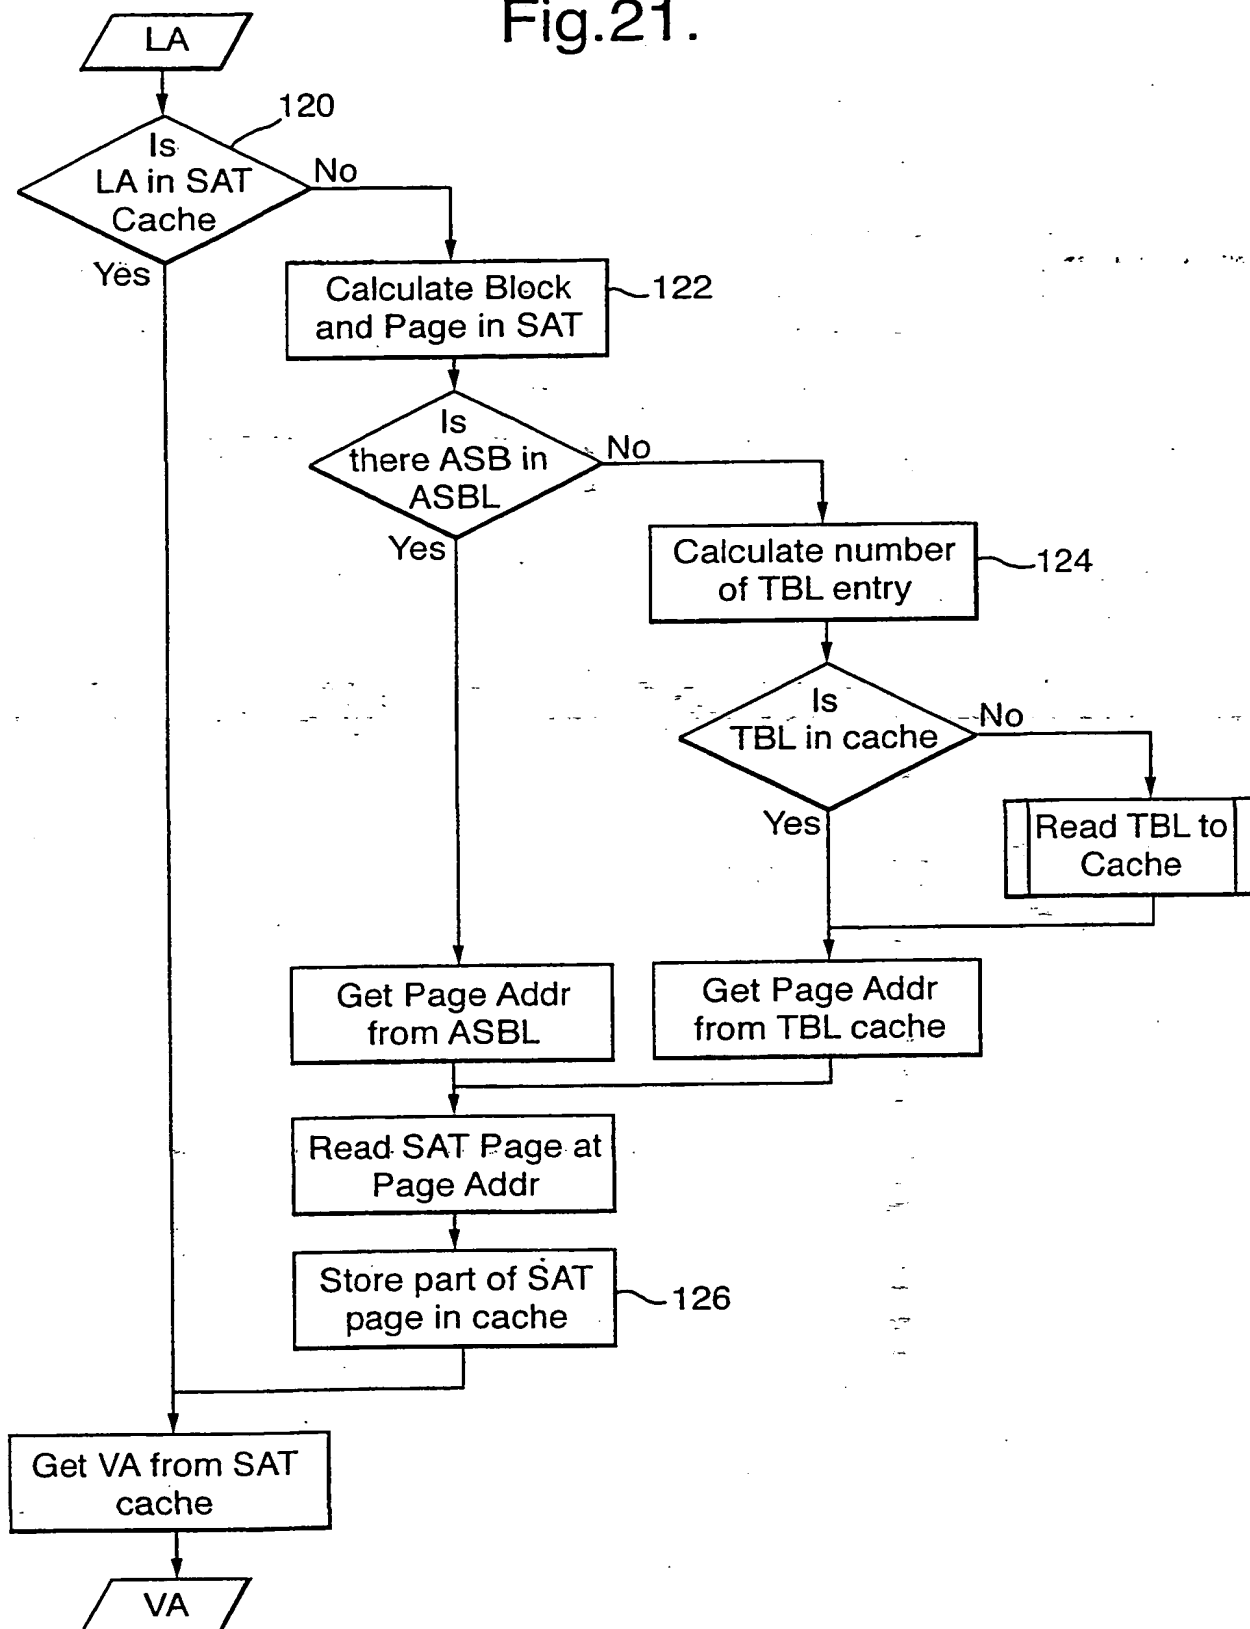 Fig.21.
LA
120
Is
LA in SAT
Cache
No
Yes
Calculate Block
and Page in SAT
122
Is
there ASB in
ASBL
No
Yes
Calculate number
of TBL entry
124
Is
TBL in cache
No
Yes
Read TBL to
Cache
Get Page Addr
from ASBL
Get Page Addr
from TBL cache
Read SAT Page at
Page Addr
Store part of SAT
page in cache
126
Get VA from SAT
cache
VA